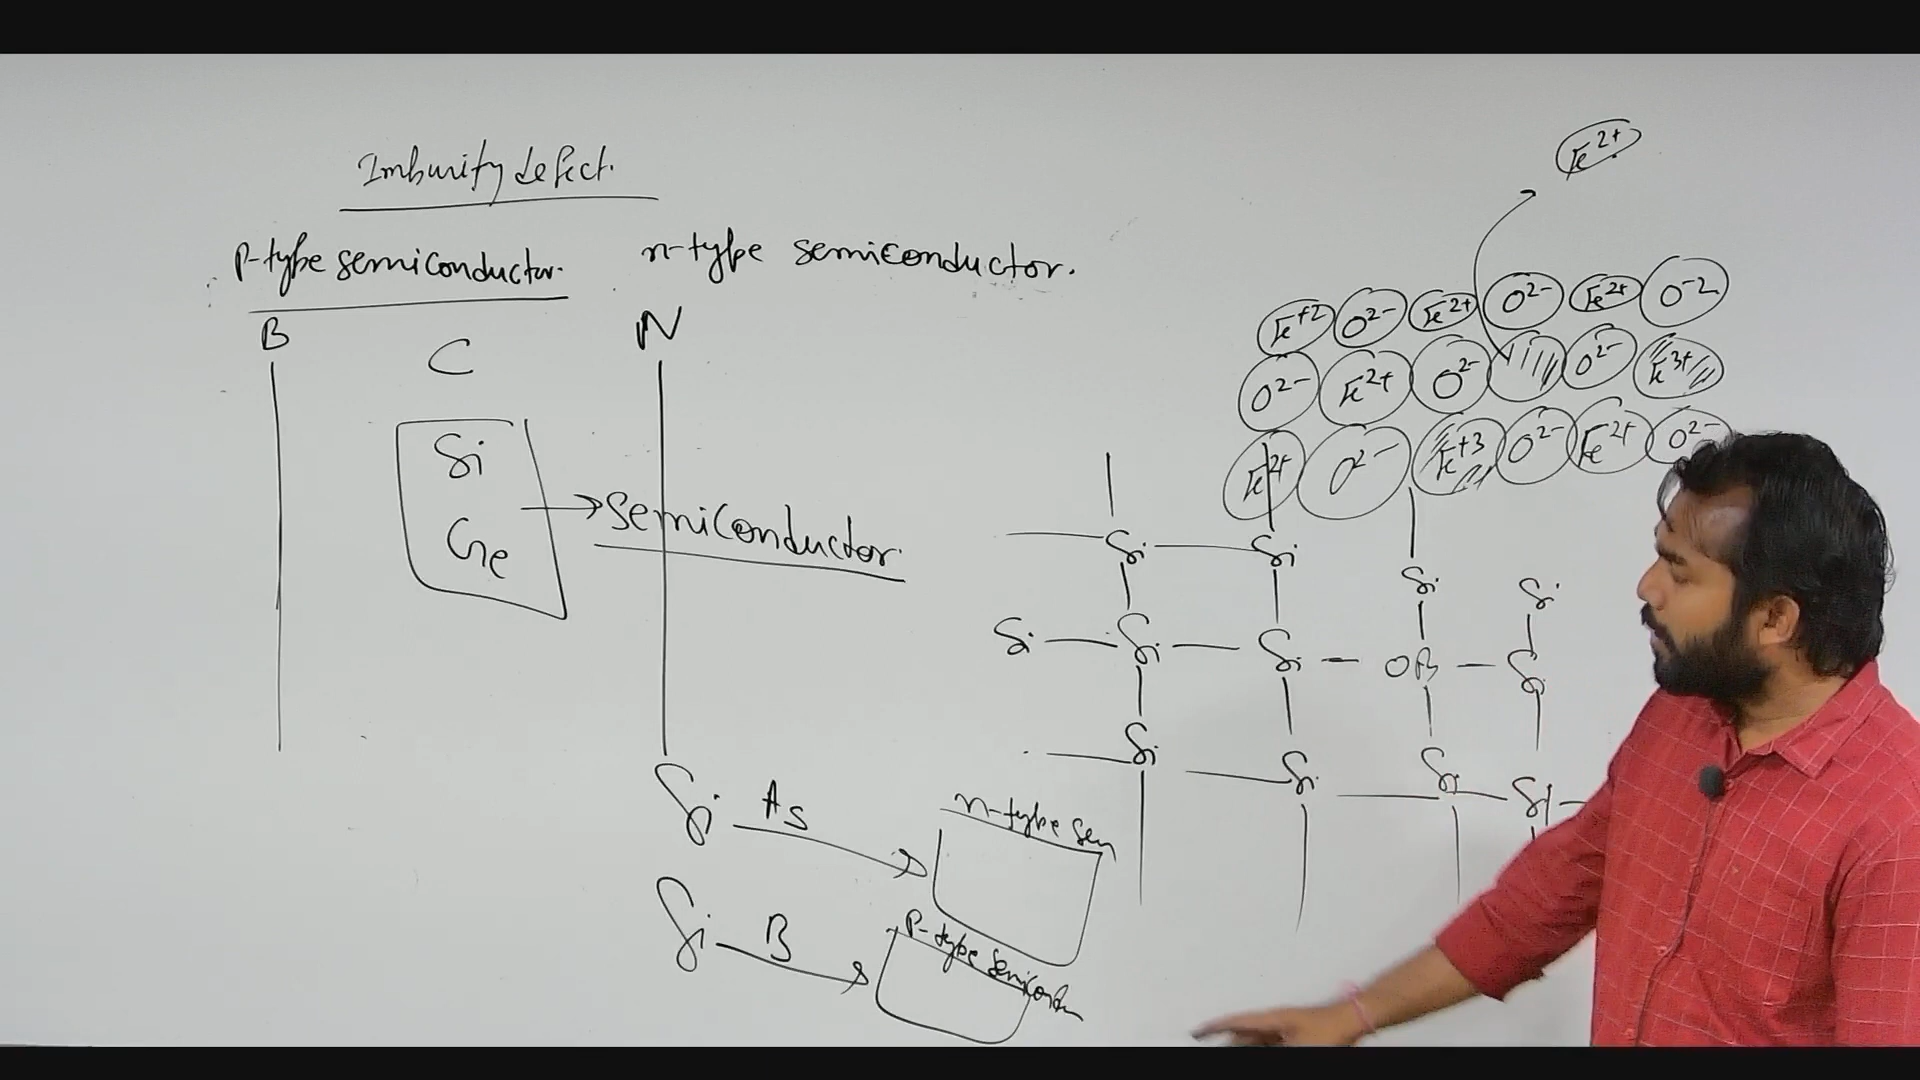 Imburity defect.
P-type semiconductor.
n-type semiconductor.
B
C
N
Si
Ge
semiconductor.
Si As n-type Sem
Si B P-type Semicondu
Fe2+
Fe+2 O2- Fe2+ O2- Fe2+ O-2
O2- Fe2+ O2- O2- Fe3+
Fe2+ O2- Fe+3 O2- Fe2+ O2-
Si Si Si Si
Si Si Si B Si
Si Si Si Si